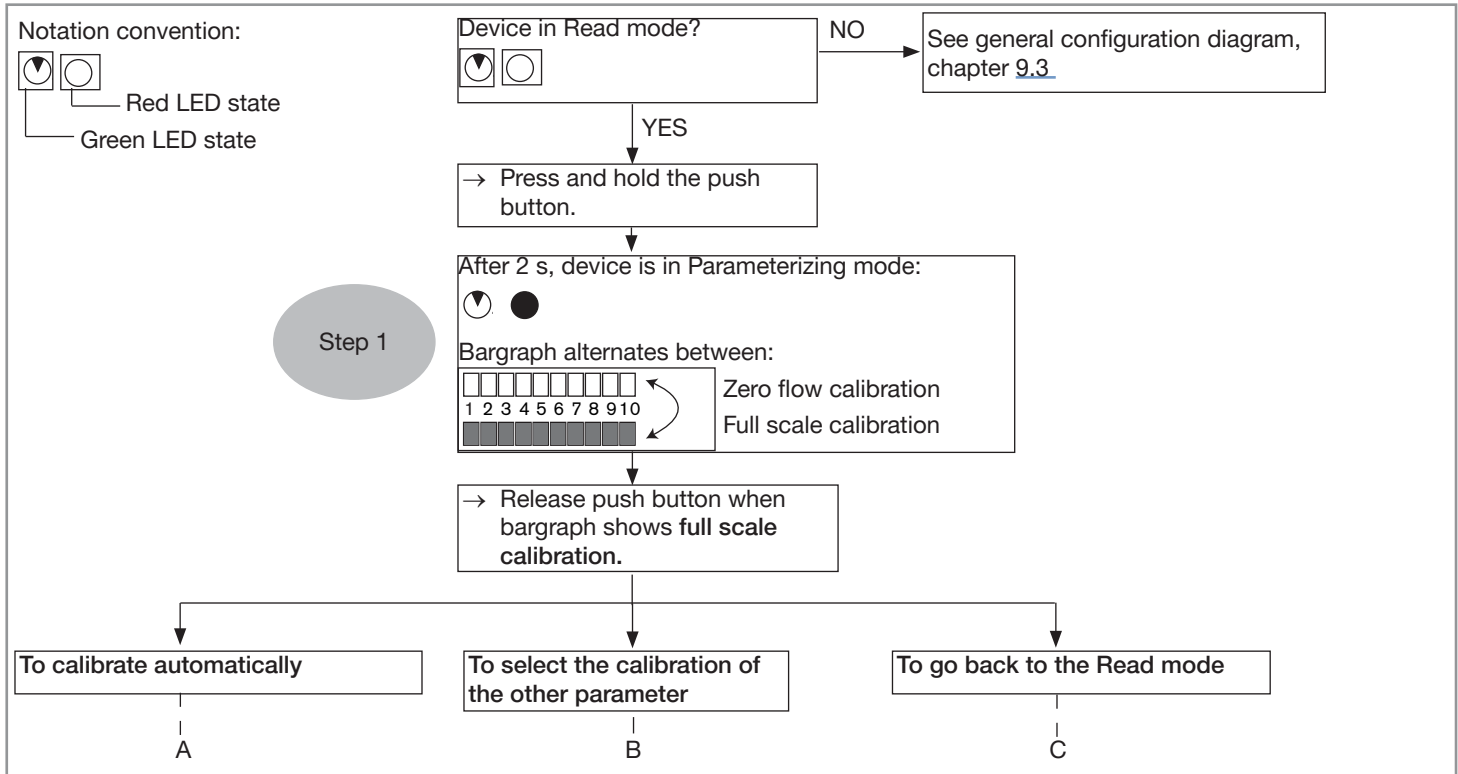 Notation convention:
Red LED state
Green LED state
Device in Read mode?
NO
See general configuration diagram,
chapter 9.3
YES
→ Press and hold the push
button.
After 2 s, device is in Parameterizing mode:
Step 1
Bargraph alternates between:
Zero flow calibration
1 2 3 4 5 6 7 8 9 10
Full scale calibration
→ Release push button when
bargraph shows full scale
calibration.
To calibrate automatically
A
To select the calibration of
the other parameter
B
To go back to the Read mode
C